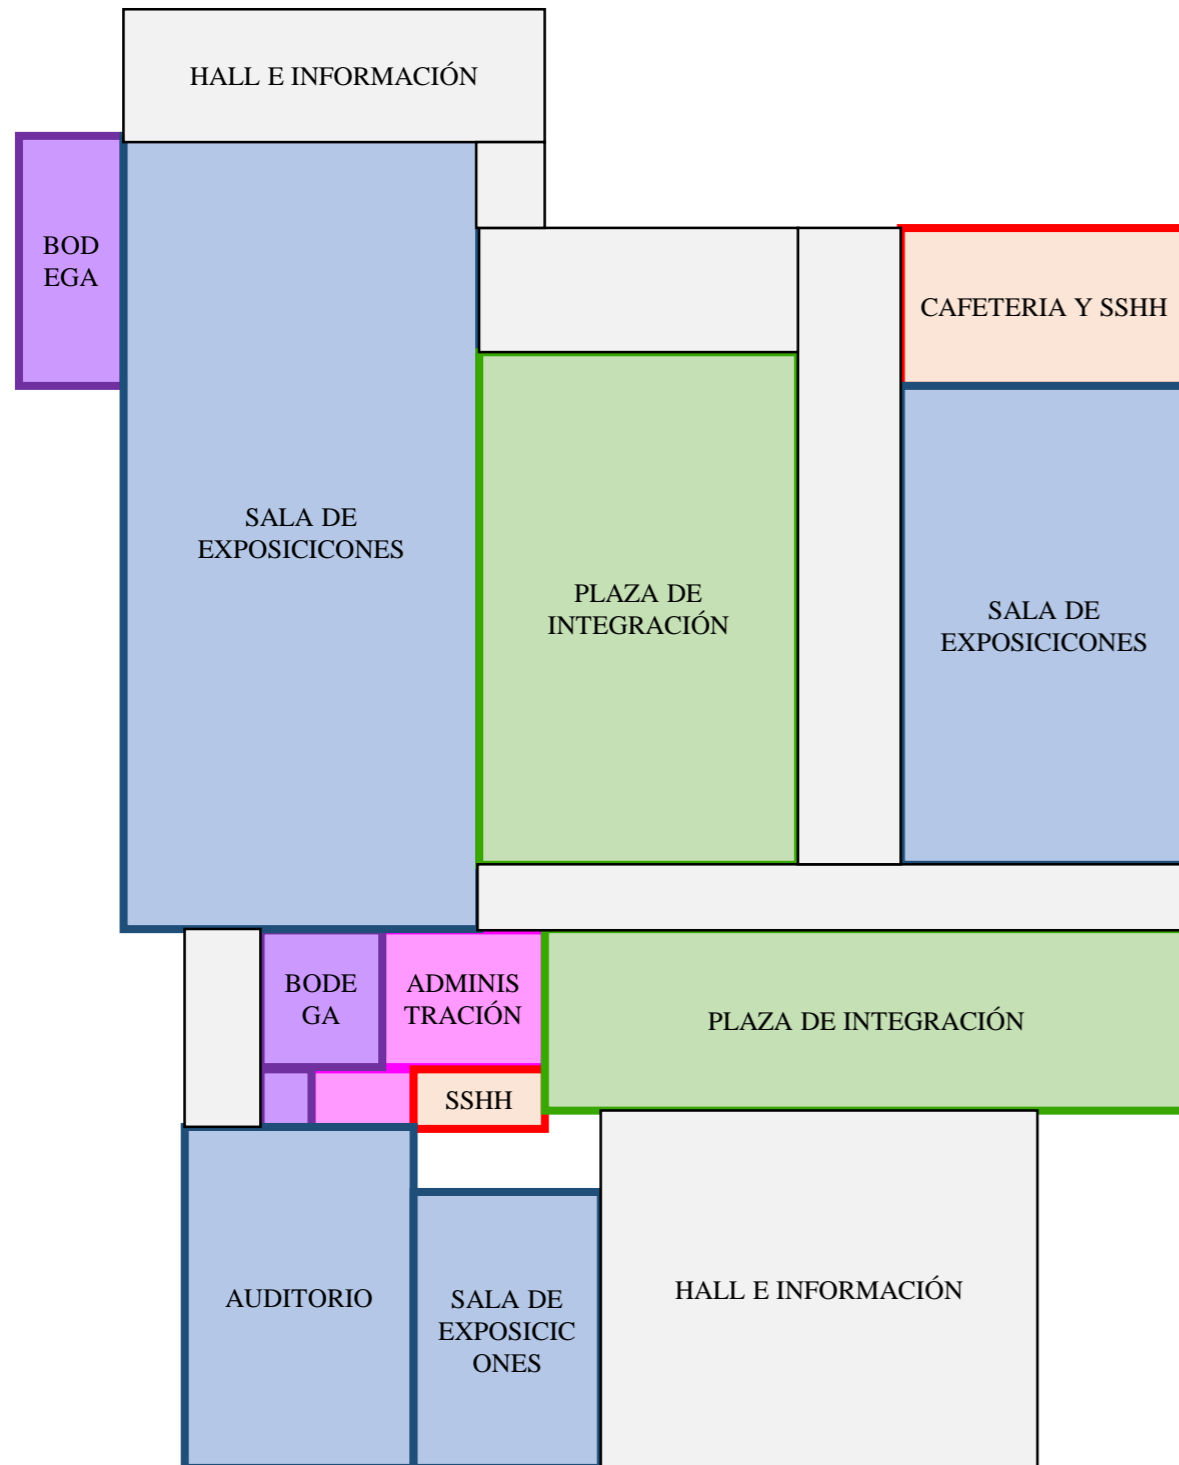 HALL E INFORMACIÓN
BOD
EGA
CAFETERIA Y SSHH
SALA DE
EXPOSICICONES
PLAZA DE
INTEGRACIÓN
SALA DE
EXPOSICICONES
BODE
GA
ADMINIS
TRACIÓN
PLAZA DE INTEGRACIÓN
SSHH
AUDITORIO
SALA DE
EXPOSICIC
ONES
HALL E INFORMACIÓN